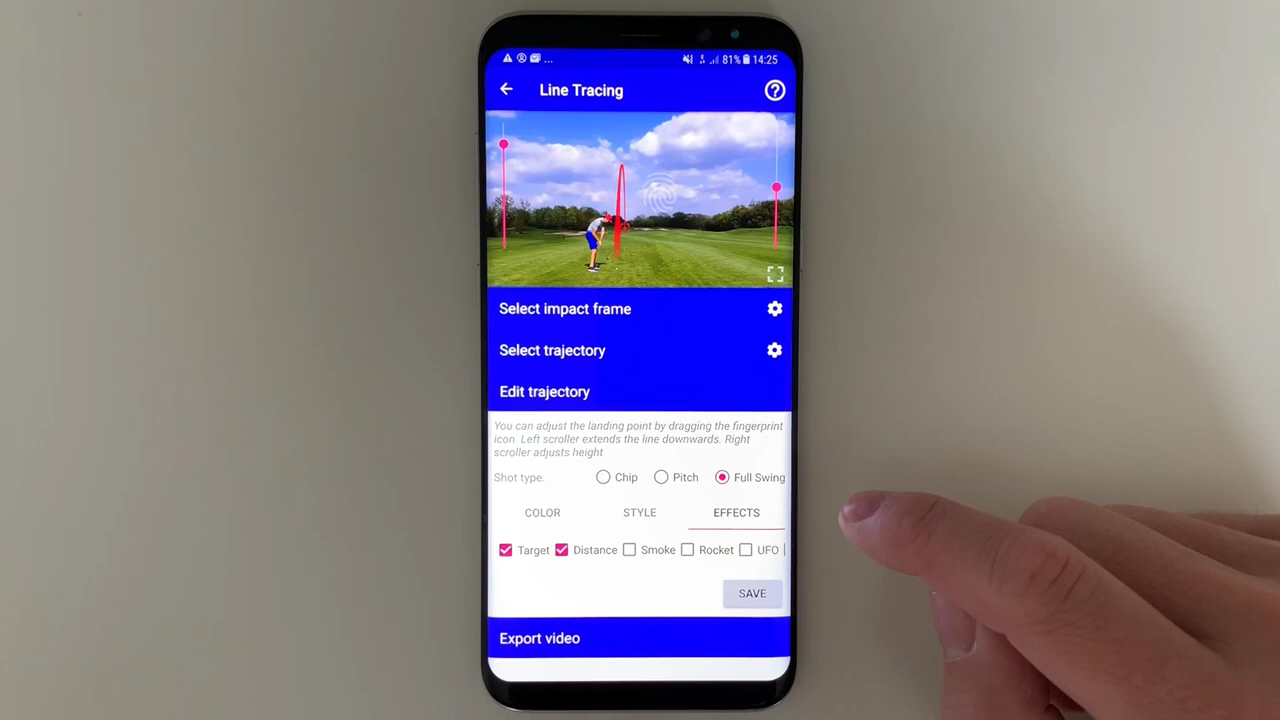 ... 81% 14:25
Line Tracing
Select impact frame
Select trajectory
Edit trajectory
You can adjust the landing point by dragging the fingerprint
icon Left scroller extends the line downwards. Right
scroller adjusts height
Shot type. Chip Pitch Full Swing
COLOR STYLE EFFECTS
Target Distance Smoke Rocket UFO
SAVE
Export video